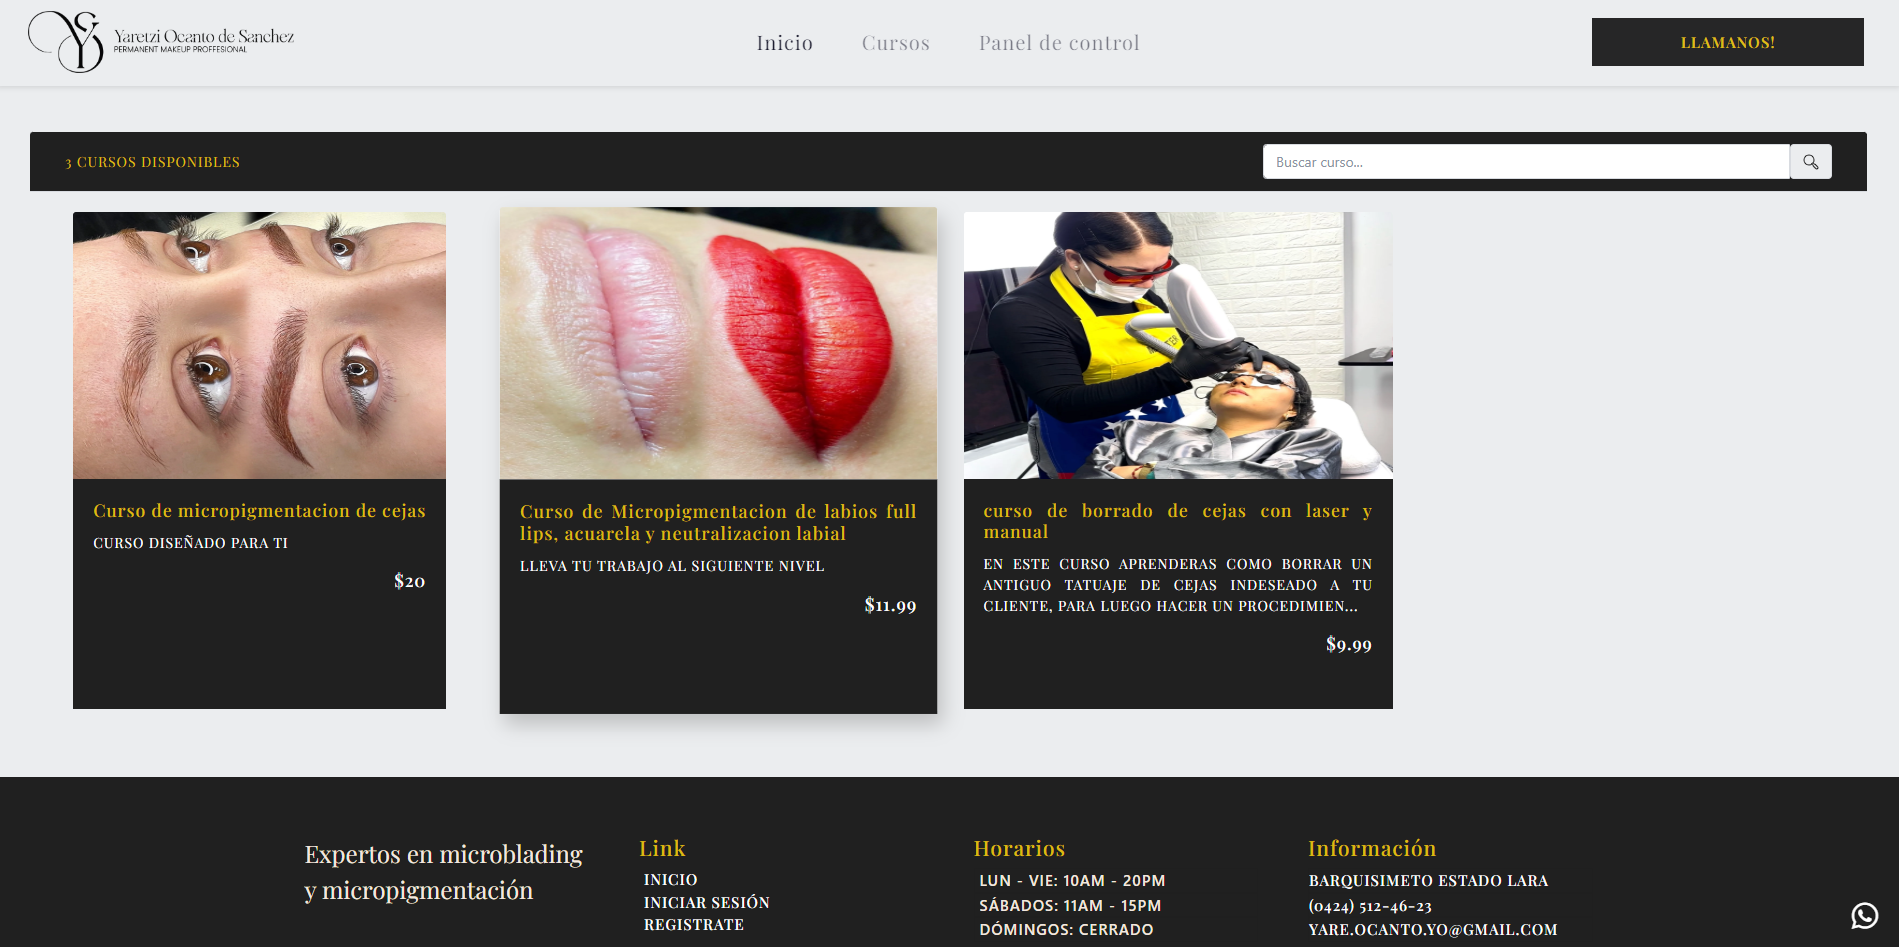 Yaretzi Ocanto de Sanchez
PERMANENT MAKEUP PROFFESIONAL
Inicio
Cursos
Panel de control
LLAMANOS!
3 CURSOS DISPONIBLES
Buscar curso...
Curso de micropigmentacion de cejas
CURSO DISEÑADO PARA TI
$20
Curso de Micropigmentacion de labios full
lips, acuarela y neutralizacion labial
LLEVA TU TRABAJO AL SIGUIENTE NIVEL
$11.99
curso de borrado de cejas con laser y
manual
EN ESTE CURSO APRENDERAS COMO BORRAR UN
ANTIGUO TATUAJE DE CEJAS INDESEADO A TU
CLIENTE, PARA LUEGO HACER UN PROCEDIMIEN...
$9.99
Expertos en microblading
y micropigmentación
Link
INICIO
INICIAR SESIÓN
REGISTRATE
Horarios
LUN - VIE: 10AM - 20PM
SÁBADOS: 11AM - 15PM
DÓMINGOS: CERRADO
Información
BARQUISIMETO ESTADO LARA
(0424) 512-46-23
YARE.OCANTO.YO@GMAIL.COM